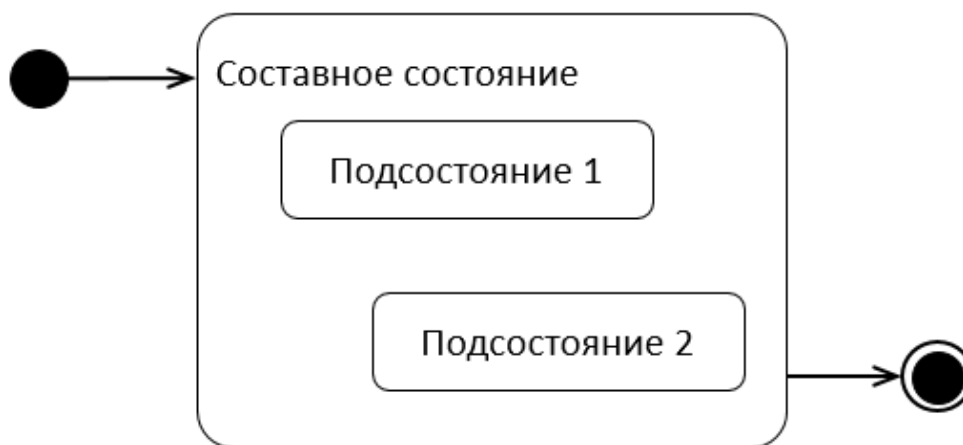 Составное состояние
Подсостояние 1
Подсостояние 2